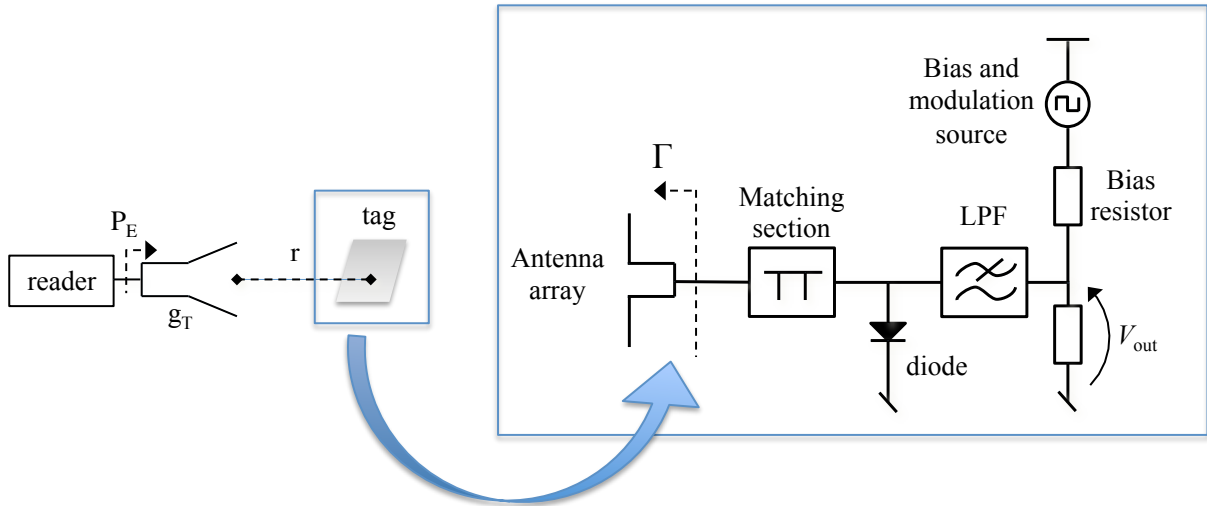 reader
P_E
g_T
r
tag
Antenna
array
Γ
Matching
section
diode
LPF
Bias and
modulation
source
Bias
resistor
V_out